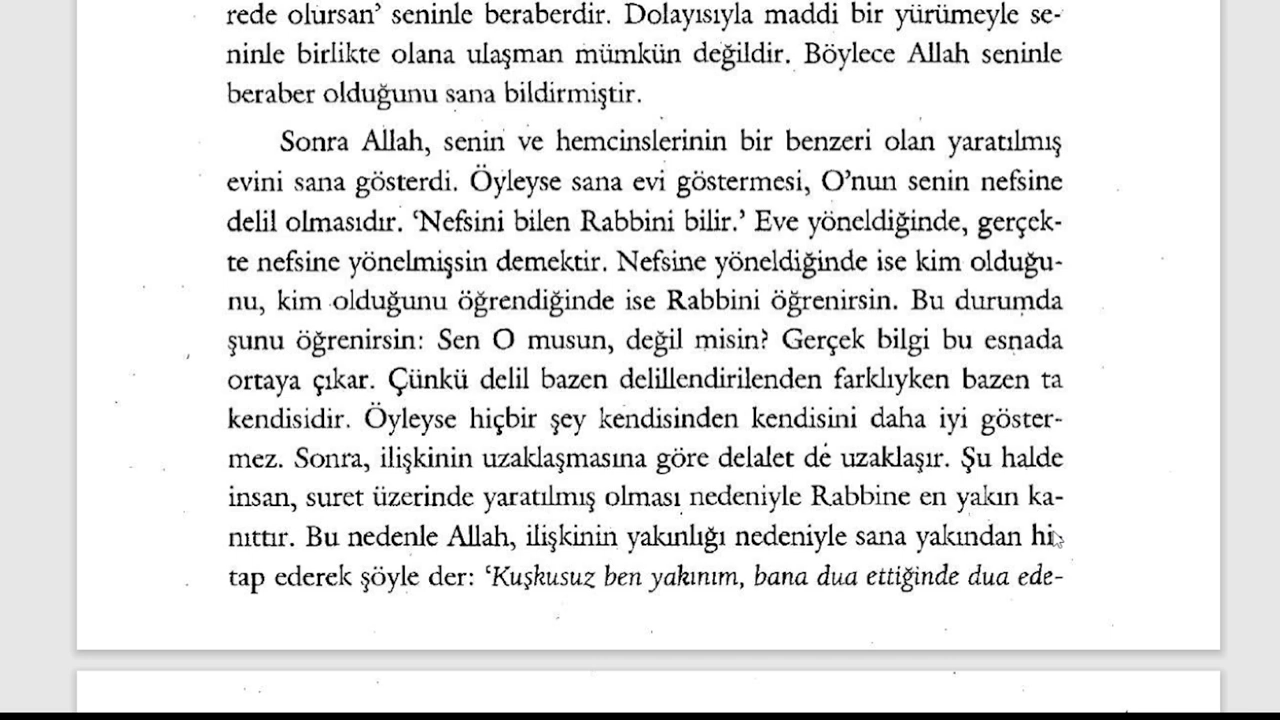 rede olursan’ seninle beraberdir. Dolayısıyla maddi bir yürümeyle se-
ninle birlikte olana ulaşman mümkün değildir. Böylece Allah seninle
beraber olduğunu sana bildirmiştir.
Sonra Allah, senin ve hemcinslerinin bir benzeri olan yaratılmış
evini sana gösterdi. Öyleyse sana evi göstermesi, O’nun senin nefsine
delil olmasıdır. ‘Nefsini bilen Rabbini bilir.’ Eve yöneldiğinde, gerçek-
te nefsine yönelmişsin demektir. Nefsine yöneldiğinde ise kim olduğu-
nu, kim olduğunu öğrendiğinde ise Rabbini öğrenirsin. Bu durumda
şunu öğrenirsin: Sen O musun, değil misin? Gerçek bilgi bu esnada
ortaya çıkar. Çünkü delil bazen delillendirilenden farklıyken bazen ta
kendisidir. Öyleyse hiçbir şey kendisinden kendisini daha iyi göster-
mez. Sonra, ilişkinin uzaklaşmasına göre delalet de uzaklaşır. Şu halde
insan, suret üzerinde yaratılmış olması nedeniyle Rabbine en yakın ka-
nıttır. Bu nedenle Allah, ilişkinin yakınlığı nedeniyle sana yakından hi-
tap ederek şöyle der: ‘Kuşkusuz ben yakınım, bana dua ettiğinde dua ede-